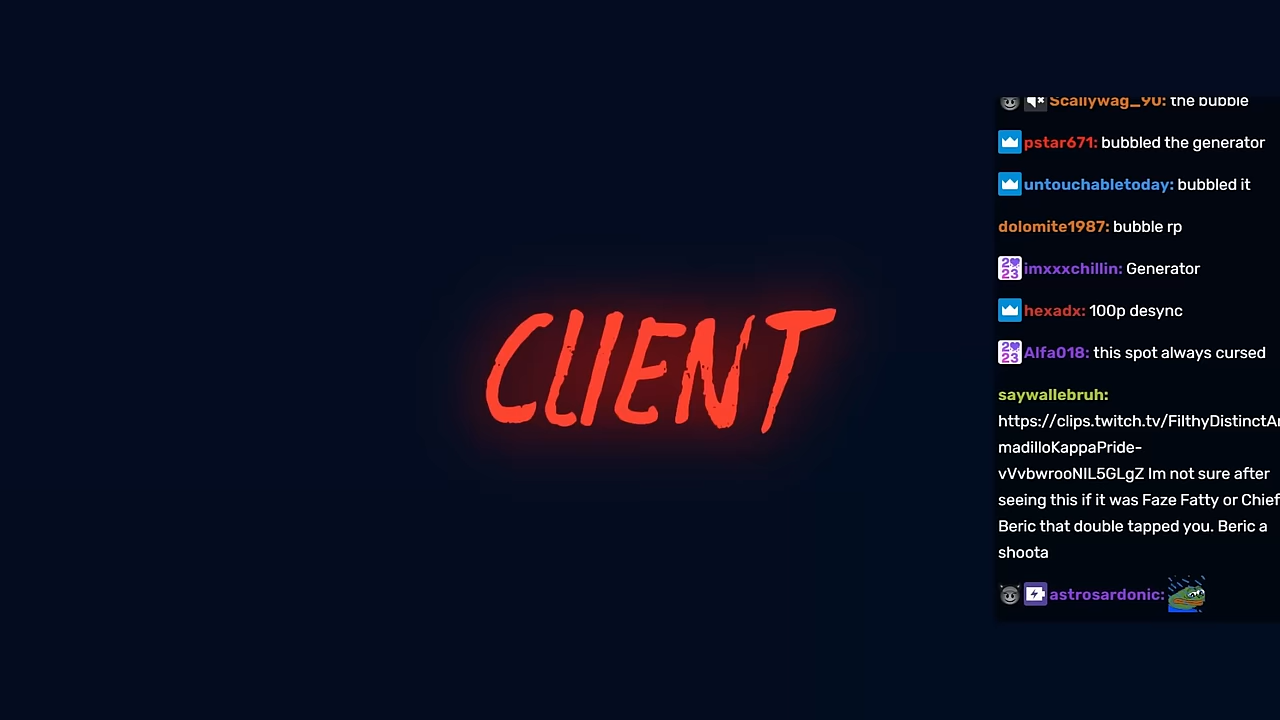 Scallywag_90: the bubble
pstar671: bubbled the generator
untouchabletoday: bubbled it
dolomite1987: bubble rp
imxxxchillin: Generator
hexadx: 100p desync
Alfa018: this spot always cursed
saywallebruh:
https://clips.twitch.tv/FilthyDistinctAr
madilloKappaPride-
vVvbwrooNlL5GLgZ Im not sure after
seeing this if it was Faze Fatty or Chief
Beric that double tapped you. Beric a
shoota
astrosardonic:
CLIENT